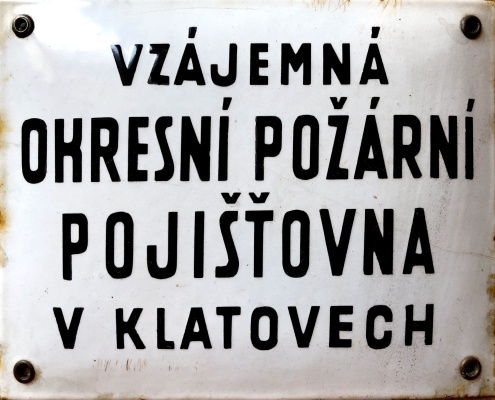 VZÁJEMNÁ
OKRESNÍ POŽÁRNÍ
POJIŠŤOVNA
V KLATOVECH